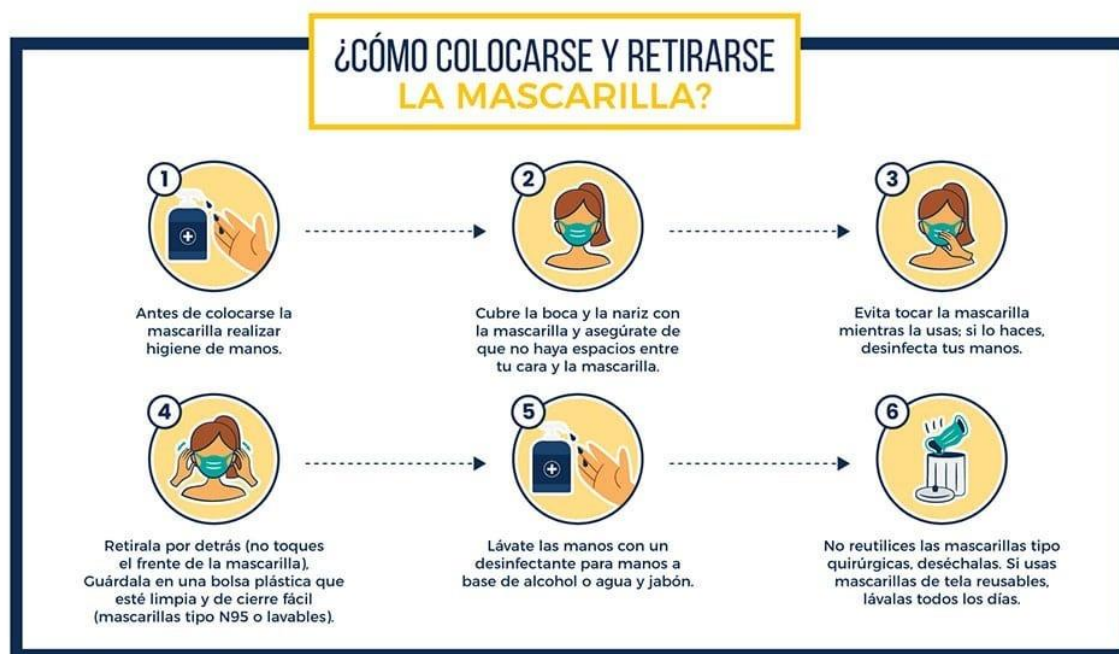 ¿CÓMO COLOCARSE Y RETIRARSE
LA MASCARILLA?
1
Antes de colocarse la
mascarilla realizar
higiene de manos.
2
Cubre la boca y la nariz con
la mascarilla y asegúrate de
que no haya espacios entre
tu cara y la mascarilla.
3
Evita tocar la mascarilla
mientras la usas; si lo haces,
desinfecta tus manos.
4
Retirala por detrás (no toques
el frente de la mascarilla),
Guárdala en una bolsa plástica que
esté limpia y de cierre fácil
(mascarillas tipo N95 o lavables).
5
Lávate las manos con un
desinfectante para manos a
base de alcohol o agua y jabón.
6
No reutilices las mascarillas tipo
quirúrgicas, deséchalas. Si usas
mascarillas de tela reusables,
lávalas todos los días.